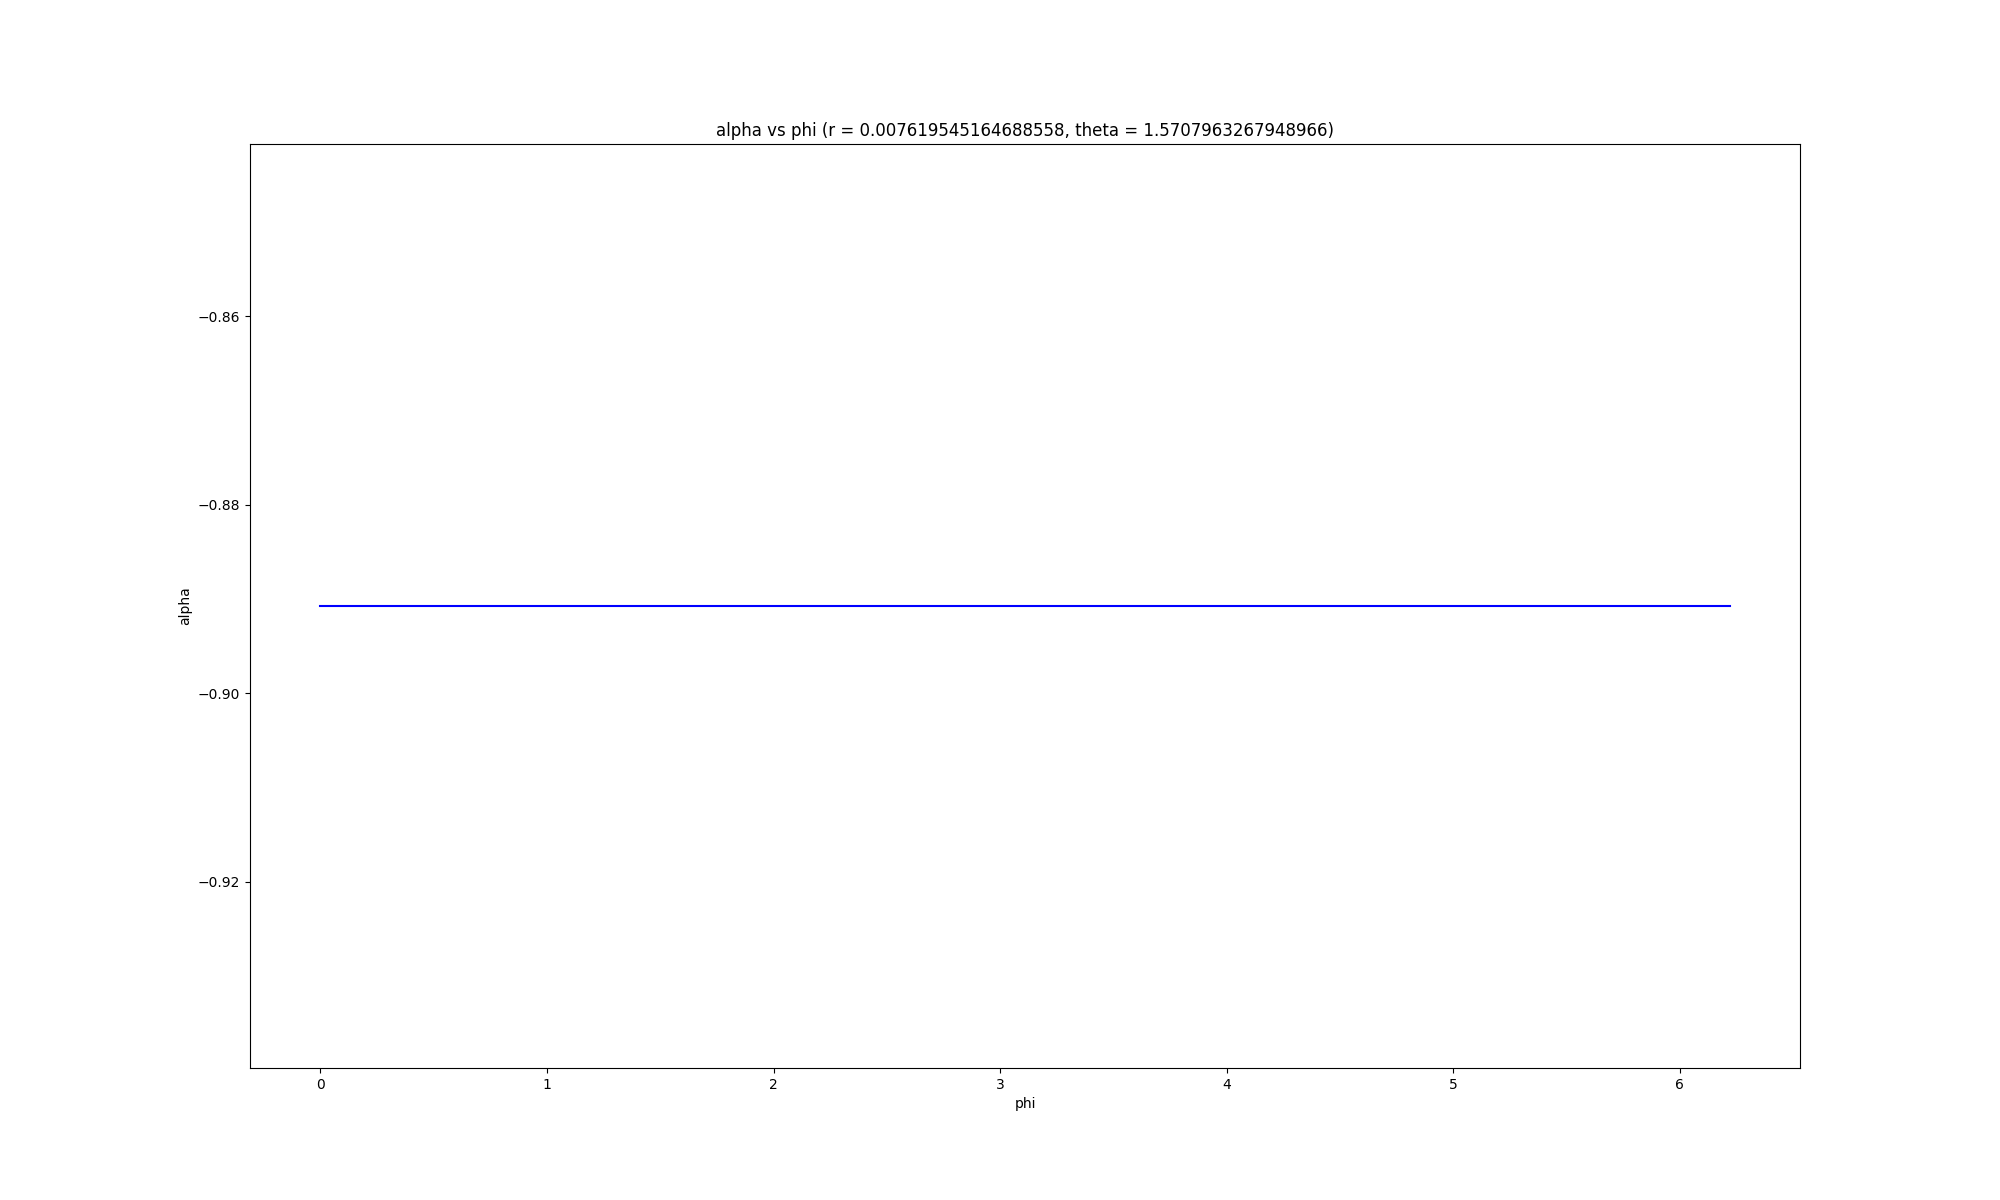 alpha vs phi (r = 0.007619545164688558, theta = 1.5707963267948966)
−0.86
−0.88
−0.90
−0.92
alpha
0 1 2 3 4 5 6
phi